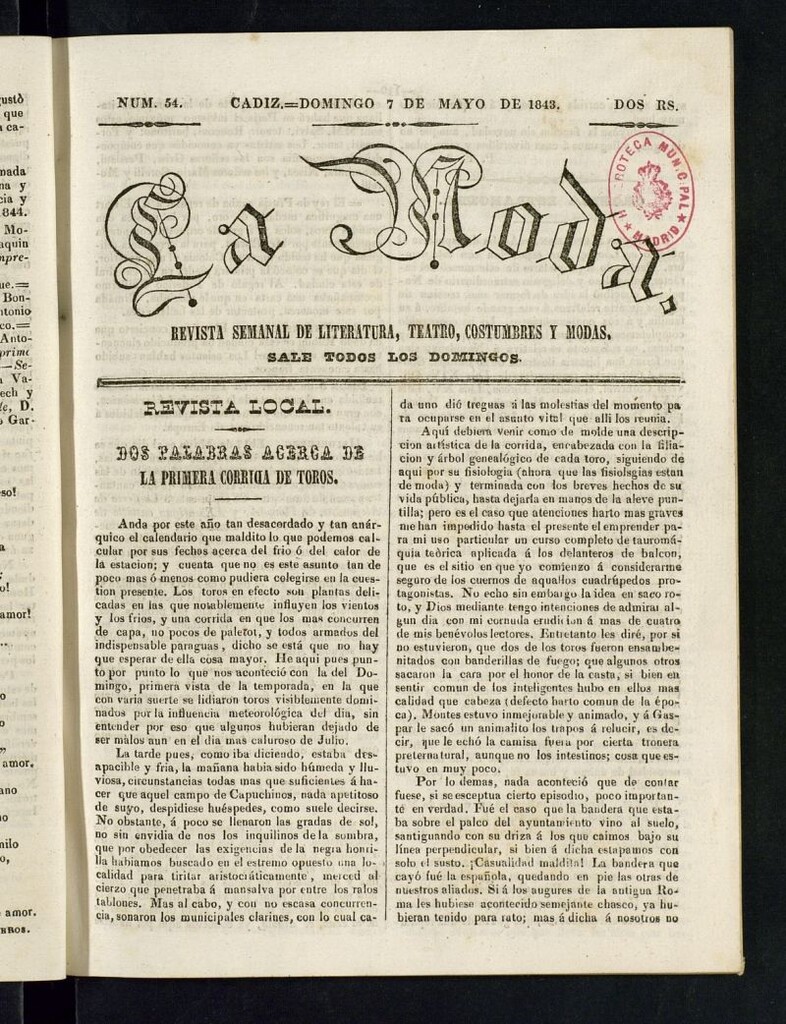 NUM. 54. CADIZ.=DOMINGO 7 DE MAYO DE 1843. DOS RS.
La Moda.
HEMEROTECA MUNICIPAL
★ MADRID ★
REVISTA SEMANAL DE LITERATURA, TEATRO, COSTUMBRES Y MODAS.
SALE TODOS LOS DOMINGOS.
REVISTA LOCAL.
DOS PALABRAS ACERCA DE
LA PRIMERA CORRIDA DE TOROS.
Anda por este año tan desacordado y tan anár-
quico el calendario que maldito lo que podemos cal-
cular por sus fechas acerca del frio ó del calor de
la estacion; y cuenta que no es este asunto tan de
poco mas ó menos como pudiera colegirse en la cues-
tion presente. Los toros en efecto son plantas deli-
cadas en las que notablemente influyen los vientos
y los frios, y una corrida en que los mas concurren
de capa, no pocos de paletot, y todos armados del
indispensable paraguas, dicho se está que no hay
que esperar de ella cosa mayor. He aqui pues pun-
to por punto lo que nos aconteció con la del Do-
mingo, primera vista de la temporada, en la que
con varia suerte se lidiaron toros visiblemente domi-
nados por la influencia meteorológica del dia, sin
entender por eso que algunos hubieran dejado de
ser malos aun en el dia mas caluroso de Julio.
La tarde pues, como iba diciendo, estaba des-
apacible y fria, la mañana habia sido húmeda y llu-
viosa, circunstancias todas mas que suficientes á ha-
cer que aquel campo de Capuchinos, nada apetitoso
de suyo, despidiese huéspedes, como suele decirse.
No obstante, á poco se llenaron las gradas de sol,
no sin envidia de nos los inquilinos de la sombra,
que por obedecer las exigencias de la negra honri-
lla habiamos buscado en el estremo opuesto una lo-
calidad para tiritar aristocráticamente, merced al
cierzo que penetraba á mansalva por entre los ralos
tablones. Mas al cabo, y con no escasa concurren-
cia, sonaron los municipales clarines, con lo cual ca-
da uno dió treguas á las molestias del momento pa
ra ocuparse en el asunto vital que alli los reunia.
Aqui debiera venir como de molde una descrip-
cion artística de la corrida, encabezada con la filia-
cion y árbol genealógico de cada toro, siguiendo de
aqui por su fisiologia (ahora que las fisiolsgias estan
de moda) y terminada con los breves hechos de su
vida pública, hasta dejarla en manos de la aleve pun-
tilla; pero es el caso que atenciones harto mas graves
me han impedido hasta el presente el emprender pa-
ra mi uso particular un curso completo de tauromá-
quia teòrica aplicada á los delanteros de balcon,
que es el sitio en que yo comienzo á considerarme
seguro de los cuernos de aquallos cuadrúpedos pro-
tagonistas. No echo sin embargo la idea en saco ro-
to, y Dios mediante tengo intenciones de admirar al-
gun dia con mi cornuda erudicion á mas de cuatro
de mis benévolos lectores. Entretanto les diré, por si
no estuvieron, que dos de los toros fueron ensambe-
nitados con banderillas de fuego; que algunos otros
sacaron la cara por el honor de la casta, si bien en
sentir comun de los inteligentes hubo en ellos mas
calidad que cabeza (defecto harto comun de la épo-
ca). Montes estuvo inmejorable y animado, y á Gas-
par le sacó un animalito los trapos á relucir, es de-
cir, que le echó la camisa fuera por cierta tronera
preternatural, aunque no los intestinos; cosa que es-
tuvo en muy poco.
Por lo demas, nada aconteció que de contar
fuese, si se esceptua cierto episodio, poco importan-
te en verdad. Fué el caso que la bandera que esta-
ba sobre el palco del ayuntamiento vino al suelo,
santiguando con su driza á los que caimos bajo su
línea perpendicular, si bien á dicha estapamos con
solo el susto. ¡Casualidad maldita! La bandera que
cayó fué la española, quedando en pie las otras de
nuestros aliados. Si á los augures de la antigua Ro-
ma les hubiese acontecido semejante chasco, ya hu-
bieran tenido para rato; mas á dicha á nosotros no